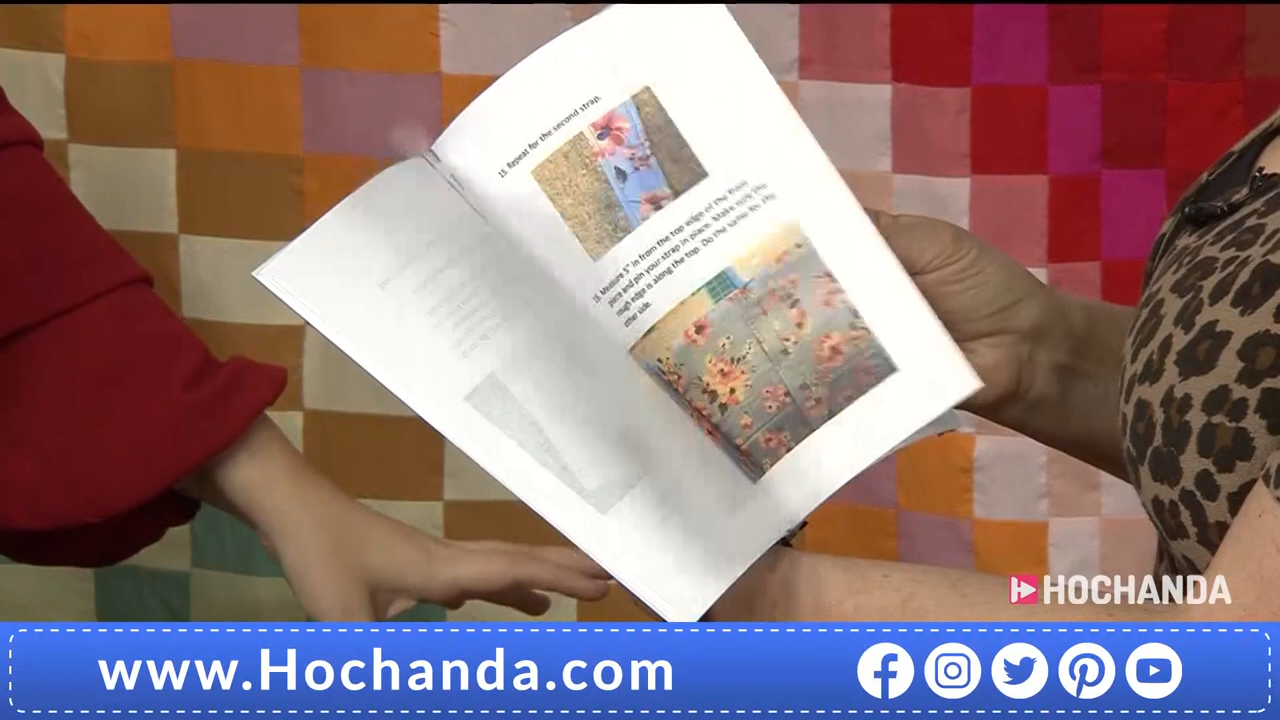 15. Repeat for the second strap.
16. Measure 5" in from the top edge of the front
piece and pin your strap in place. Make sure the
rough edge is along the top. Do the same for the
other side.
HOCHANDA
www.Hochanda.com